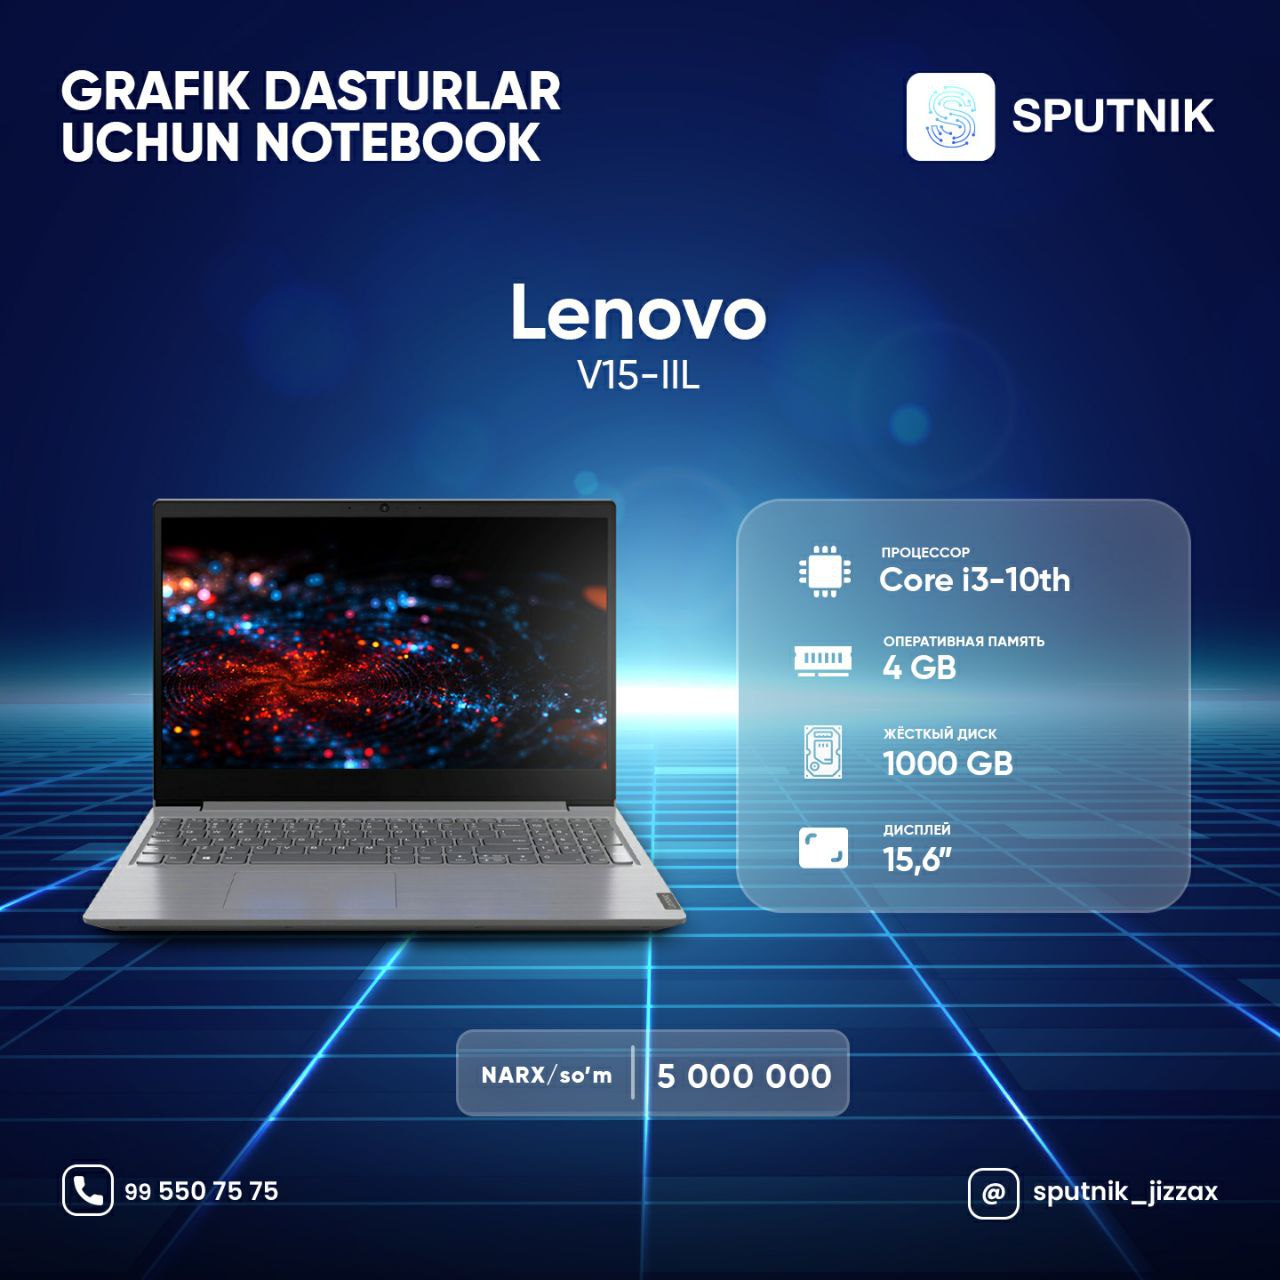 GRAFIK DASTURLAR
UCHUN NOTEBOOK
SPUTNIK
Lenovo
V15-IIL
ПРОЦЕССОР
Core i3-10th
ОПЕРАТИВНАЯ ПАМЯТЬ
4 GB
ЖЁСТКЫЙ ДИСК
1000 GB
ДИСПЛЕЙ
15,6”
NARX/so’m
5 000 000
99 550 75 75
@ sputnik_jizzax